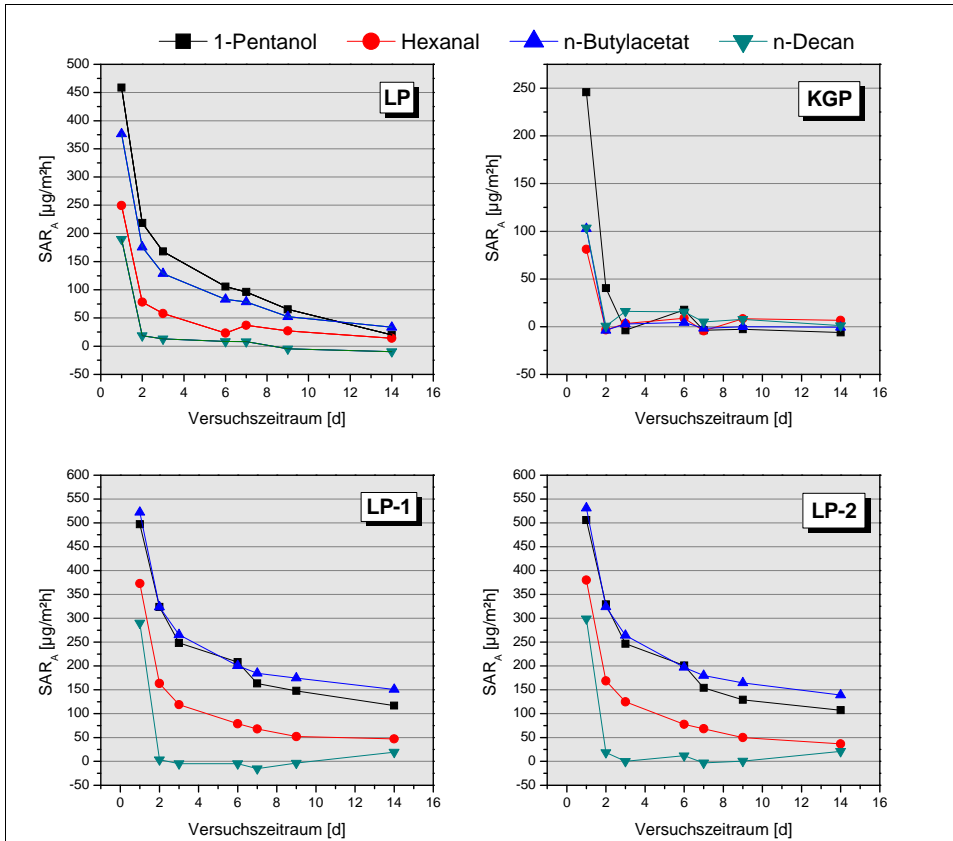 1-Pentanol Hexanal n-Butylacetat n-Decan
LP
SAR_A [µg/m²h]
500
450
400
350
300
250
200
150
100
50
0
-50
0 2 4 6 8 10 12 14 16
Versuchszeitraum [d]
KGP
SAR_A [µg/m²h]
250
200
150
100
50
0
-50
0 2 4 6 8 10 12 14 16
Versuchszeitraum [d]
LP-1
SAR_A [µg/m²h]
600
550
500
450
400
350
300
250
200
150
100
50
0
-50
0 2 4 6 8 10 12 14 16
Versuchszeitraum [d]
LP-2
SAR_A [µg/m²h]
600
550
500
450
400
350
300
250
200
150
100
50
0
-50
0 2 4 6 8 10 12 14 16
Versuchszeitraum [d]